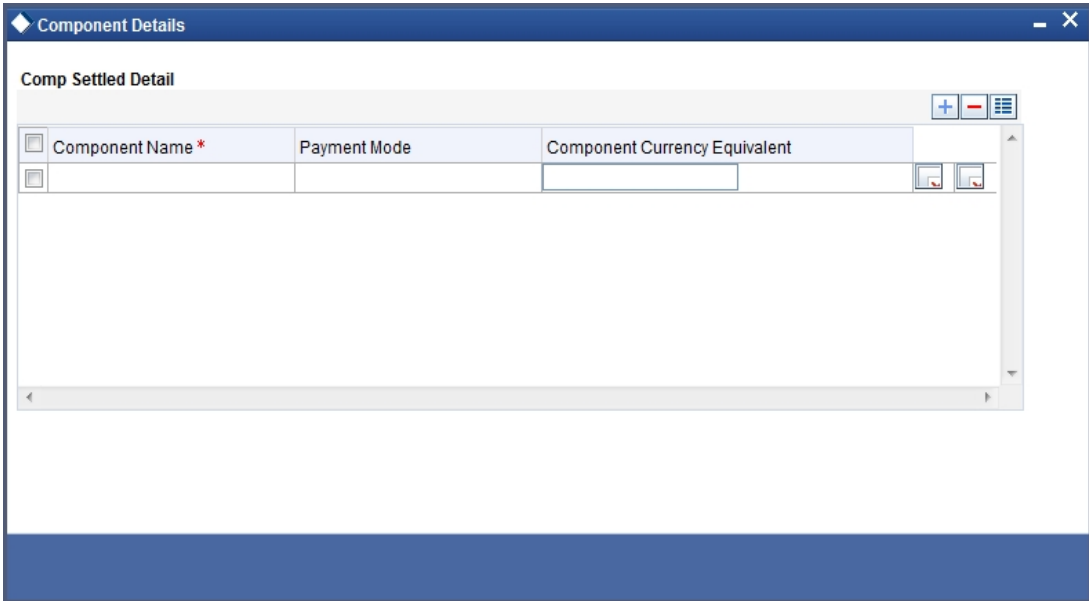 Component Details
Comp Settled Detail
Component Name * Payment Mode Component Currency Equivalent